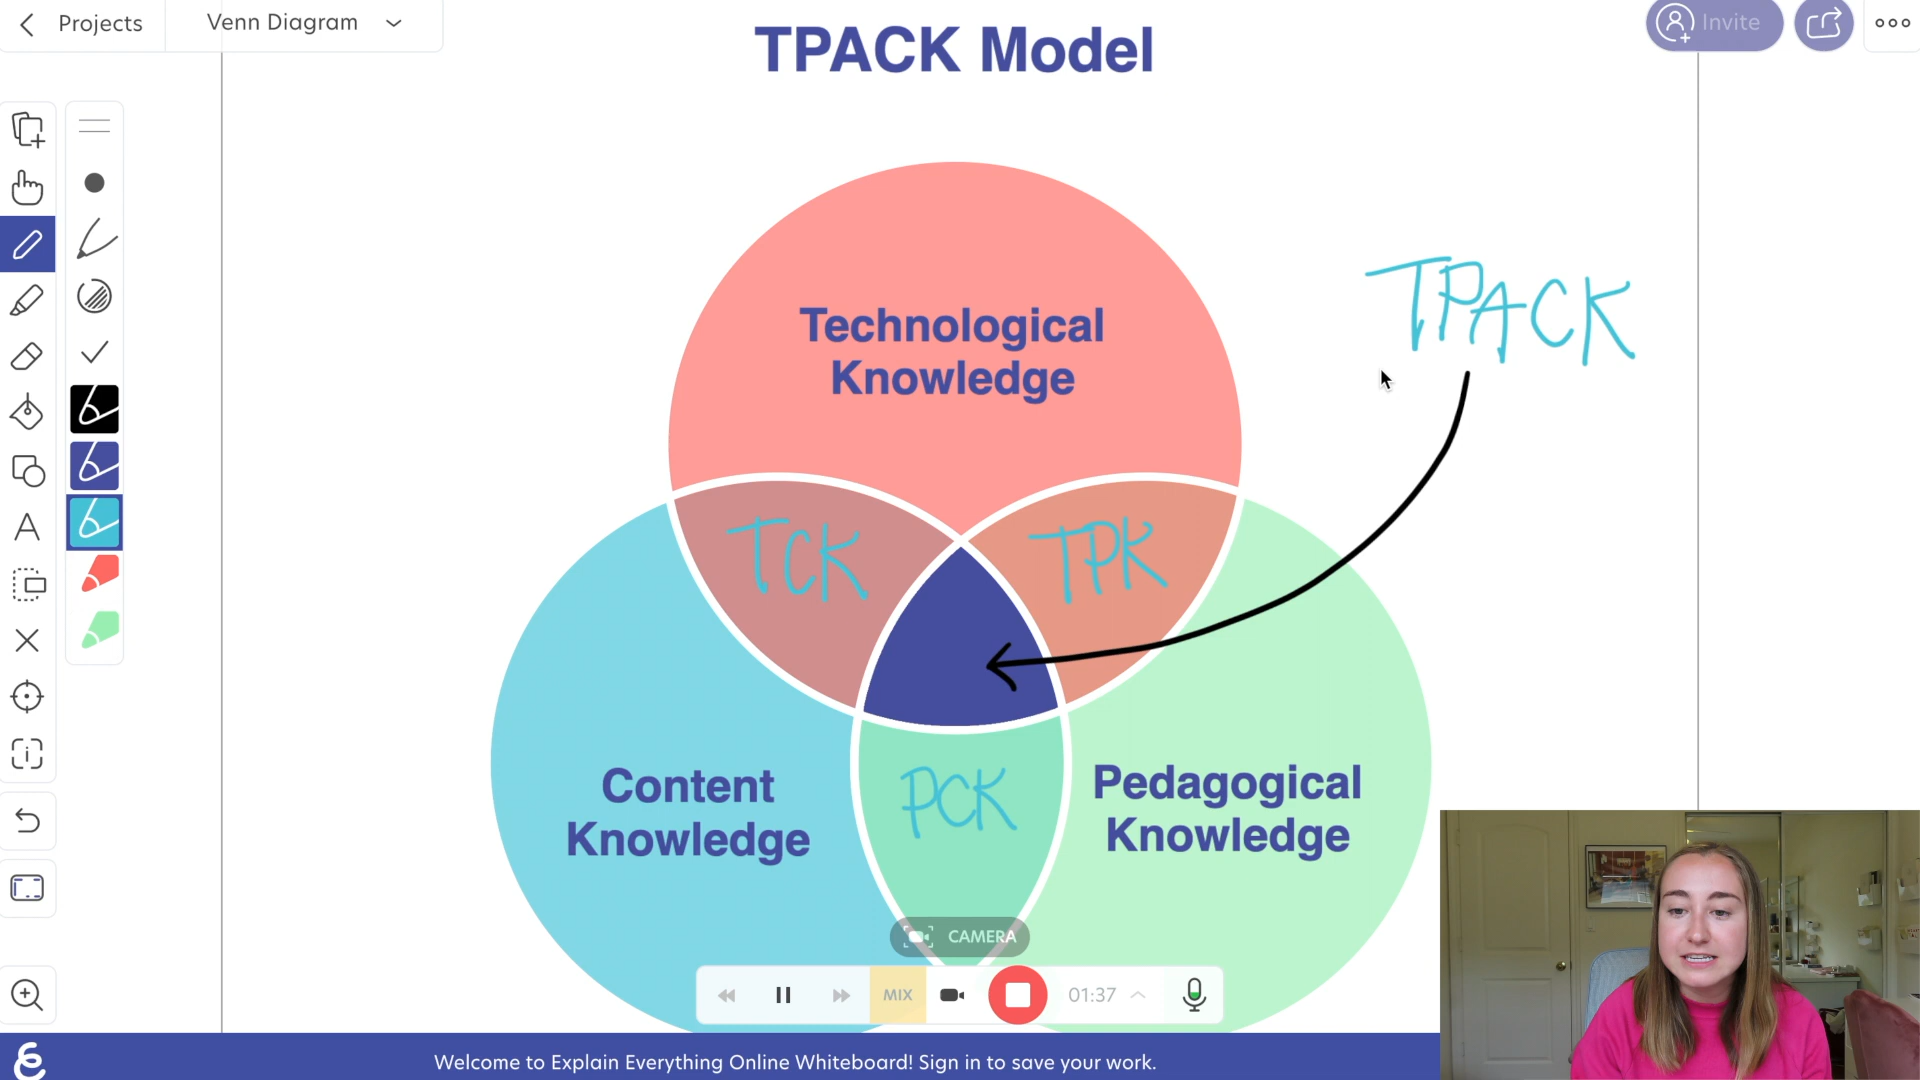 Projects
Venn Diagram
TPACK Model
Invite
Technological
Knowledge
TPACK
TCK
TPK
Content
Knowledge
PCK
Pedagogical
Knowledge
CAMERA
MIX
01:37
Welcome to Explain Everything Online Whiteboard! Sign in to save your work.